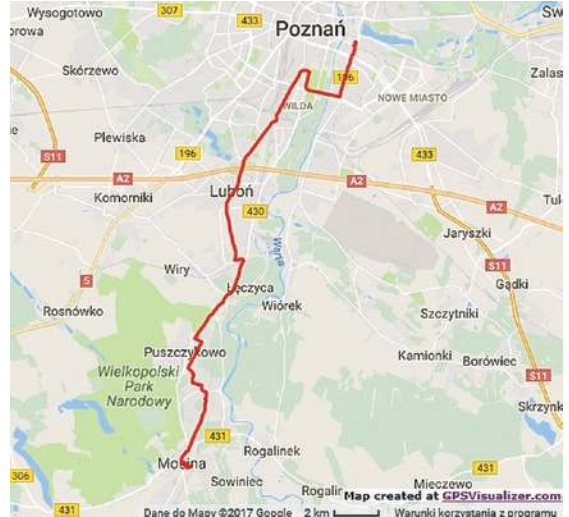 Wysogotowo
307
433
Poznań
Skórzewo
196
Zalas
WILDA
NOWE MIASTO
Plewiska
S11
196
433
A2
Komorniki
Luboń
A2
A2
430
Jaryszki
Warta
S11
Wiry
Gądki
5
Łęczyca
Rosnówko
Wiórek
Szczytniki
Puszczykowo
Kamionki
Borówiec
Wielkopolski
Park
Narodowy
S11
Skrzynk
431
306
Mosina
Rogalinek
431
Sowiniec
Rogalin
Mieczewo
431
Map created at GPSVisualizer.com
Dane do Mapy ©2017 Google 2 km Warunki korzystania z programu